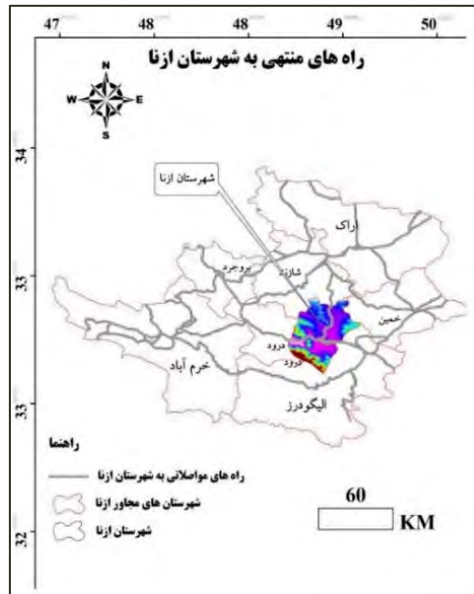 47 48 48 49 50
راه های منتهی به شهرستان ازنا
N
W E
S
34
33
33
32
شهرستان ازنا
اراک
بروجرد
شازند
خمین
درود
درود
خرم آباد
الیگودرز
راهنما
راه های مواصلاتی به شهرستان ازنا
شهرستان های مجاور ازنا
شهرستان ازنا
60
KM